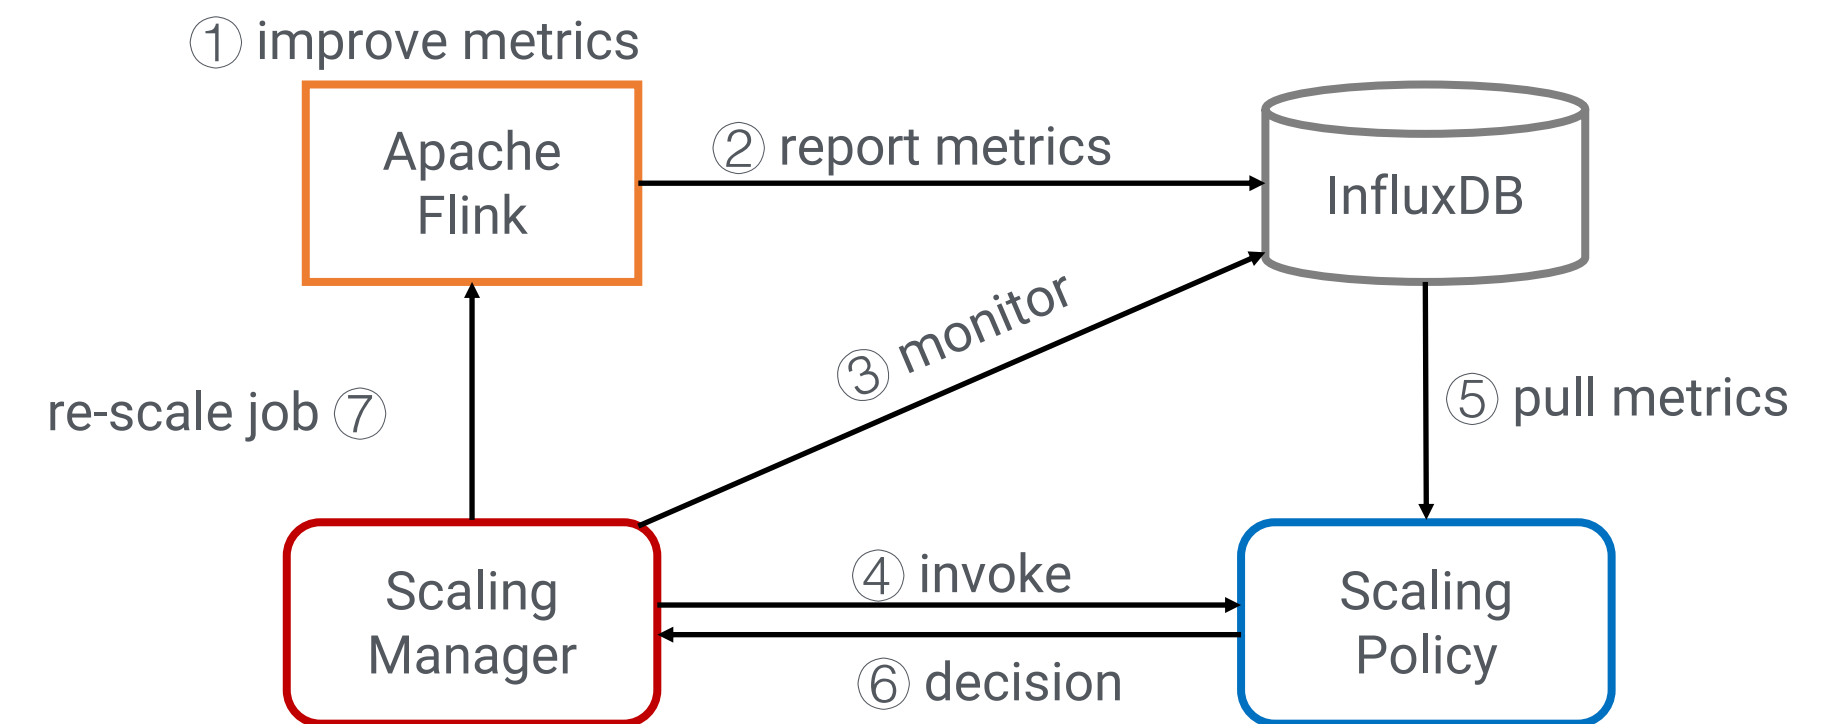 ① improve metrics
Apache
Flink
② report metrics
InfluxDB
③ monitor
re-scale job ⑦
⑤ pull metrics
Scaling
Manager
④ invoke
⑥ decision
Scaling
Policy